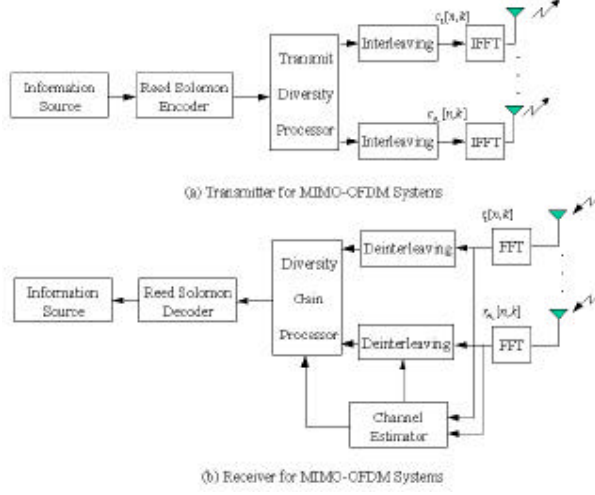 c₁[n,k]
Interleaving
IFFT
Transmit
Diversity
Processor
Information
Source
Reed Solomon
Encoder
[n,k]
Interleaving
IFFT
(a) Transmitter for MIMO-OFDM Systems
[n,k]
Deinterleaving
FFT
Diversity
Gain
Processor
Information
Source
Reed Solomon
Decoder
[n,k]
Deinterleaving
FFT
Channel
Estimator
(b) Receiver for MIMO-OFDM Systems